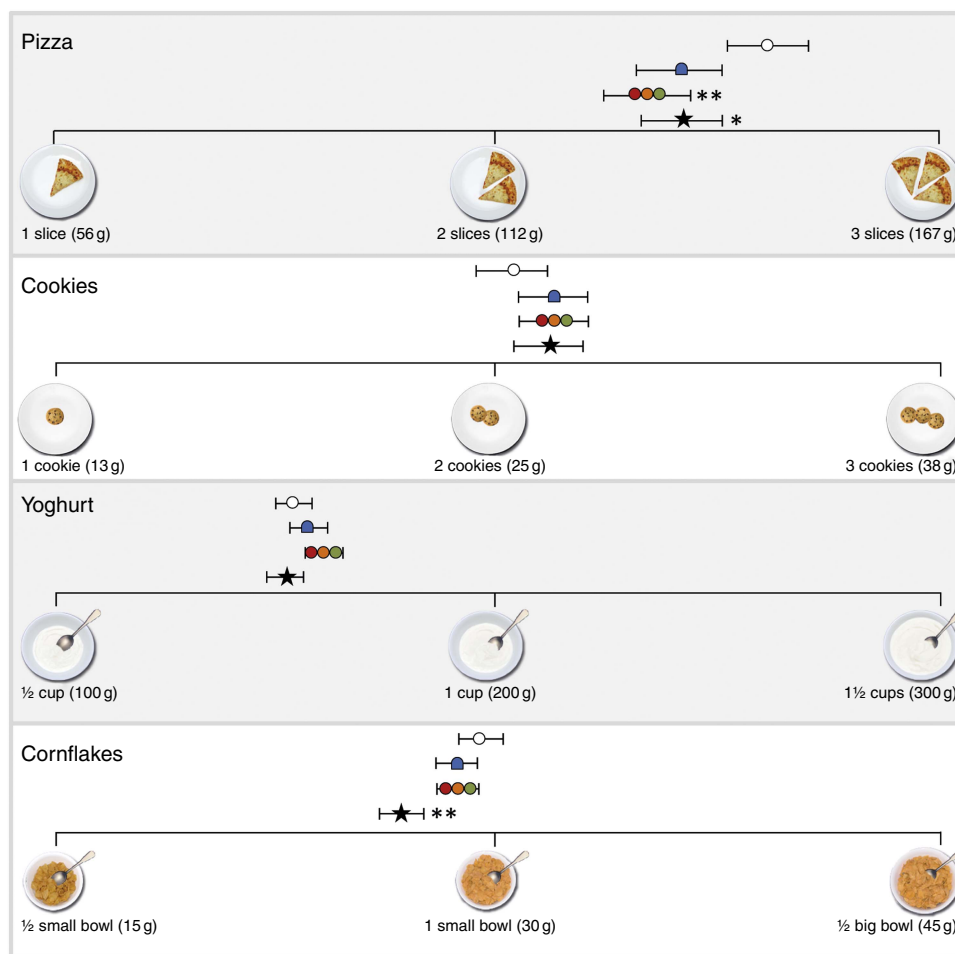 Pizza
**
*
1 slice (56 g)
2 slices (112 g)
3 slices (167 g)
Cookies
1 cookie (13 g)
2 cookies (25 g)
3 cookies (38 g)
Yoghurt
½ cup (100 g)
1 cup (200 g)
1½ cups (300 g)
Cornflakes
**
½ small bowl (15 g)
1 small bowl (30 g)
½ big bowl (45 g)